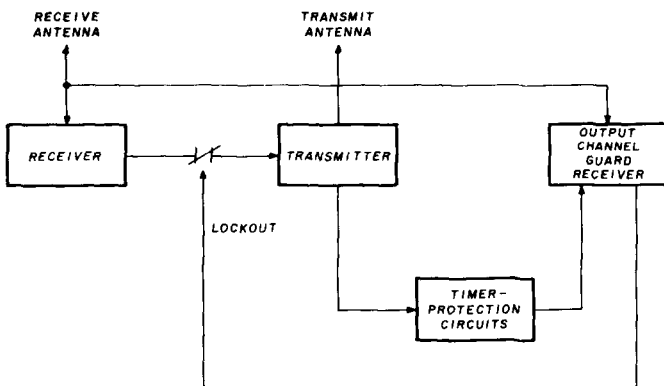 RECEIVE
ANTENNA
TRANSMIT
ANTENNA
RECEIVER
TRANSMITTER
OUTPUT
CHANNEL
GUARD
RECEIVER
LOCKOUT
TIMER-
PROTECTION
CIRCUITS